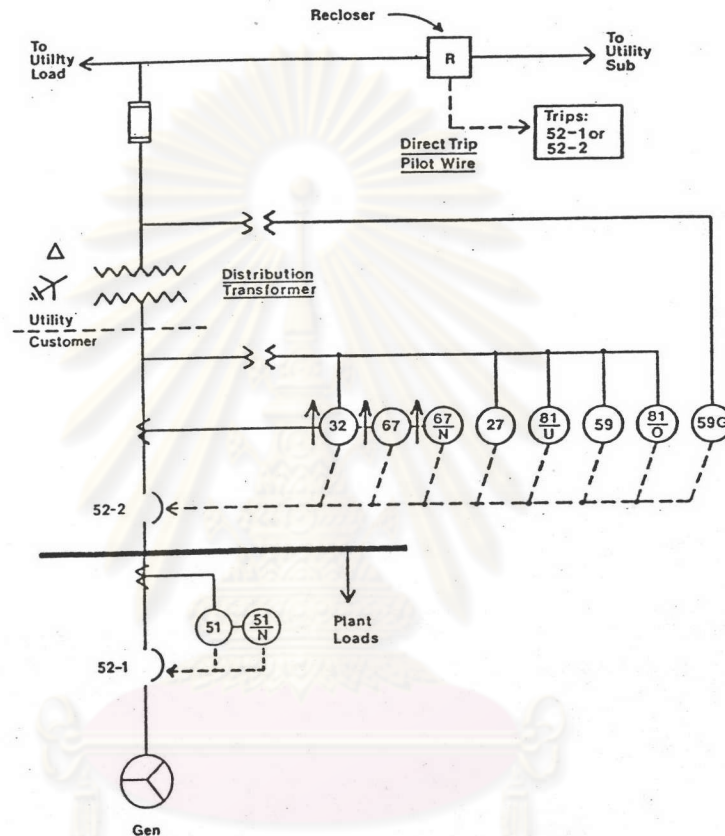 Recloser
To
Utility
Load
R
To
Utility
Sub
Trips:
52-1 or
52-2
Direct Trip
Pilot Wire
Δ
Distribution
Transformer
Utility
Customer
32
67
67
N
27
81
U
59
81
O
59G
52-2
51
51
N
Plant
Loads
52-1
Gen